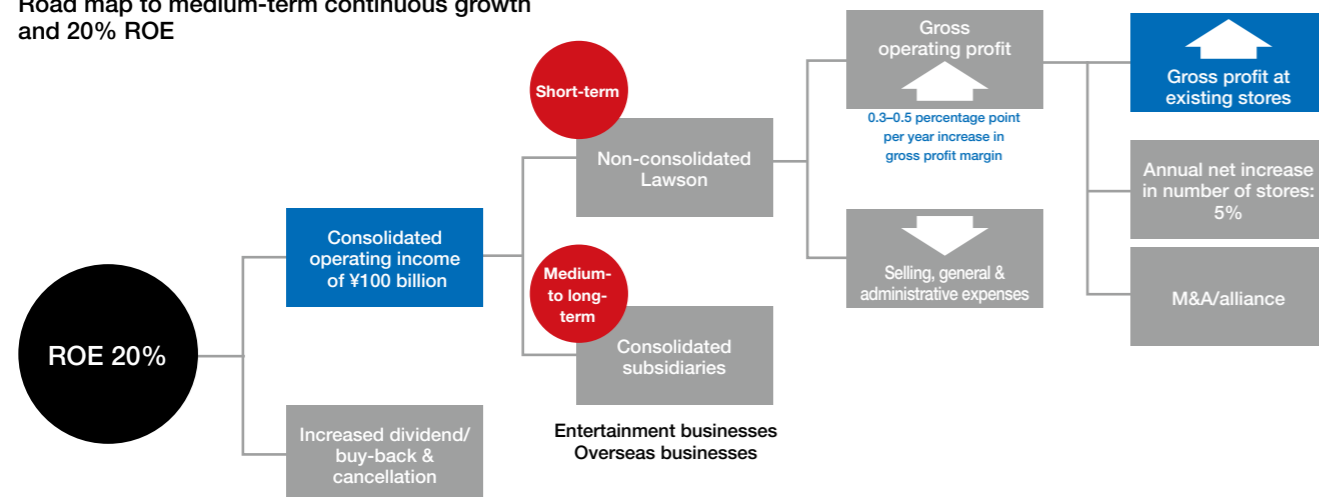 Road map to medium-term continuous growth
and 20% ROE
ROE 20%
Consolidated
operating income
of ¥100 billion
Increased dividend/
buy-back &
cancellation
Short-term
Non-consolidated
Lawson
Medium-
to long-
term
Consolidated
subsidiaries
Entertainment businesses
Overseas businesses
Gross
operating profit
0.3–0.5 percentage point
per year increase in
gross profit margin
Selling, general &
administrative expenses
Gross profit at
existing stores
Annual net increase
in number of stores:
5%
M&A/alliance